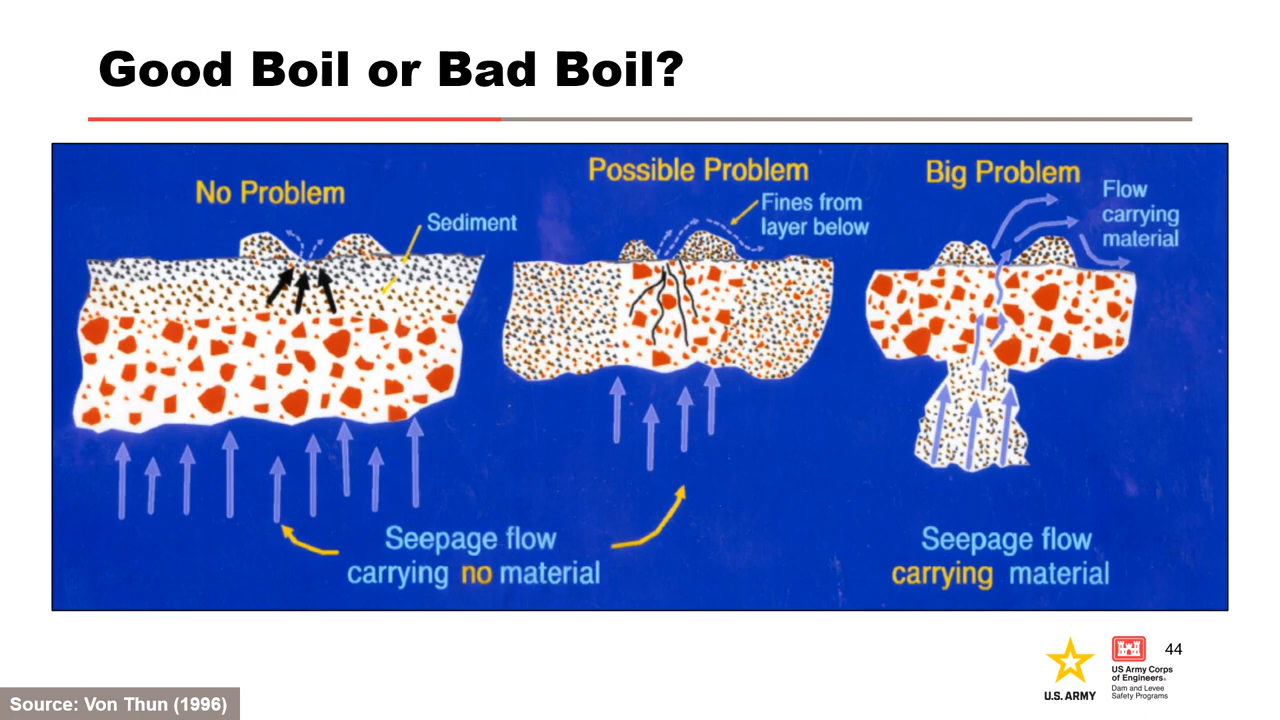 Good Boil or Bad Boil?
No Problem
Sediment
Possible Problem
Fines from
layer below
Big Problem
Flow
carrying
material
Seepage flow
carrying no material
Seepage flow
carrying material
44
U.S. ARMY
US Army Corps
of Engineers®
Dam and Levee
Safety Programs
Source: Von Thun (1996)